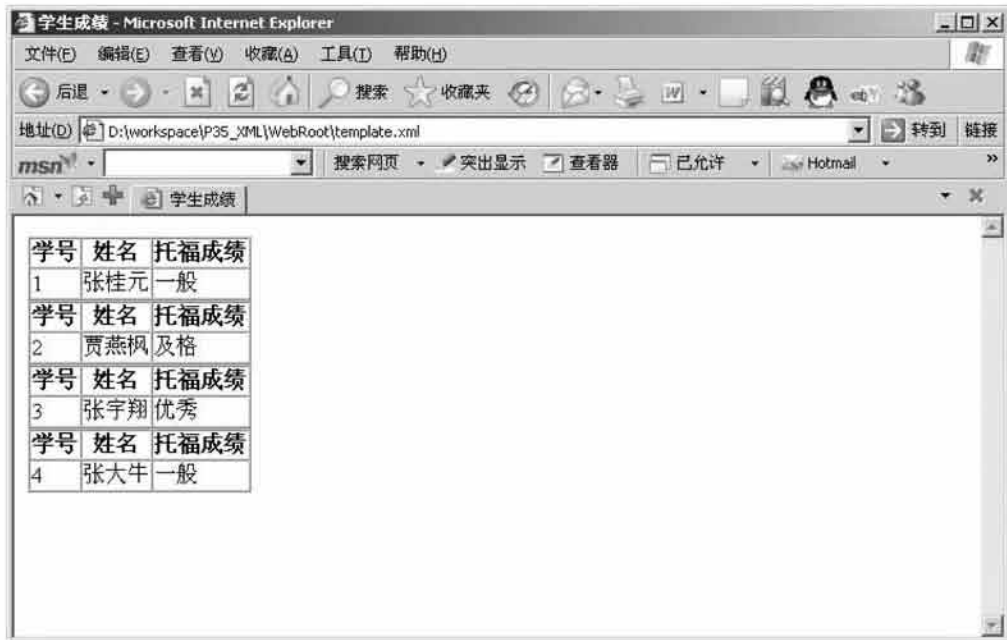 学生成绩 - Microsoft Internet Explorer
文件(F) 编辑(E) 查看(V) 收藏(A) 工具(T) 帮助(H)
后退 搜索 收藏夹
地址(D) D:\workspace\P35_XML\WebRoot\template.xml 转到 链接
msn 搜索网页 突出显示 查看器 已允许 Hotmail »
学生成绩
学号 姓名 托福成绩
1 张桂元 一般
学号 姓名 托福成绩
2 贾燕枫 及格
学号 姓名 托福成绩
3 张宇翔 优秀
学号 姓名 托福成绩
4 张大牛 一般